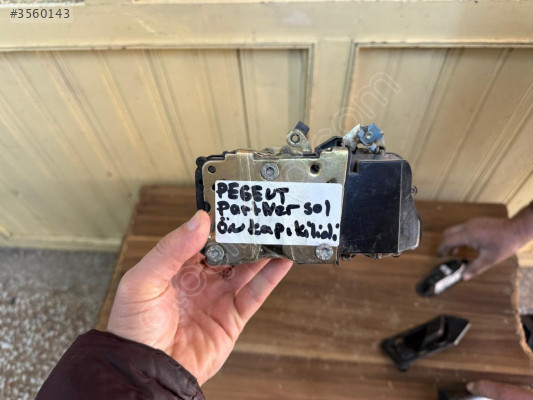 #3560143
PEGEUT
Partner sol
Ön kapı kilidi